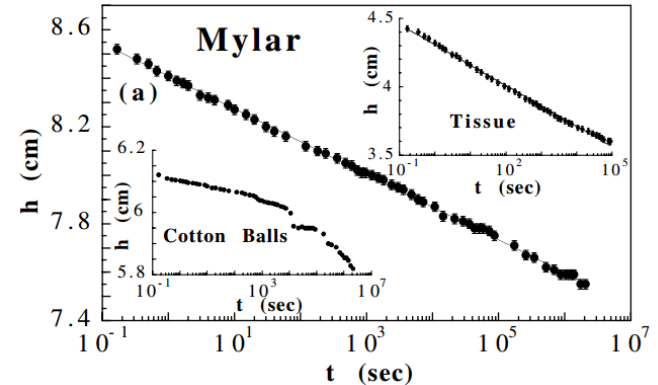 Mylar
(a)
h (cm)
8.6
8.2
7.8
7.4
10^-1
10^1
10^3
10^5
10^7
t (sec)
Tissue
h (cm)
4.5
4
3.5
10^-1
10^2
10^5
t (sec)
Cotton Balls
h (cm)
6.2
6
5.8
10^-1
10^3
10^7
t (sec)